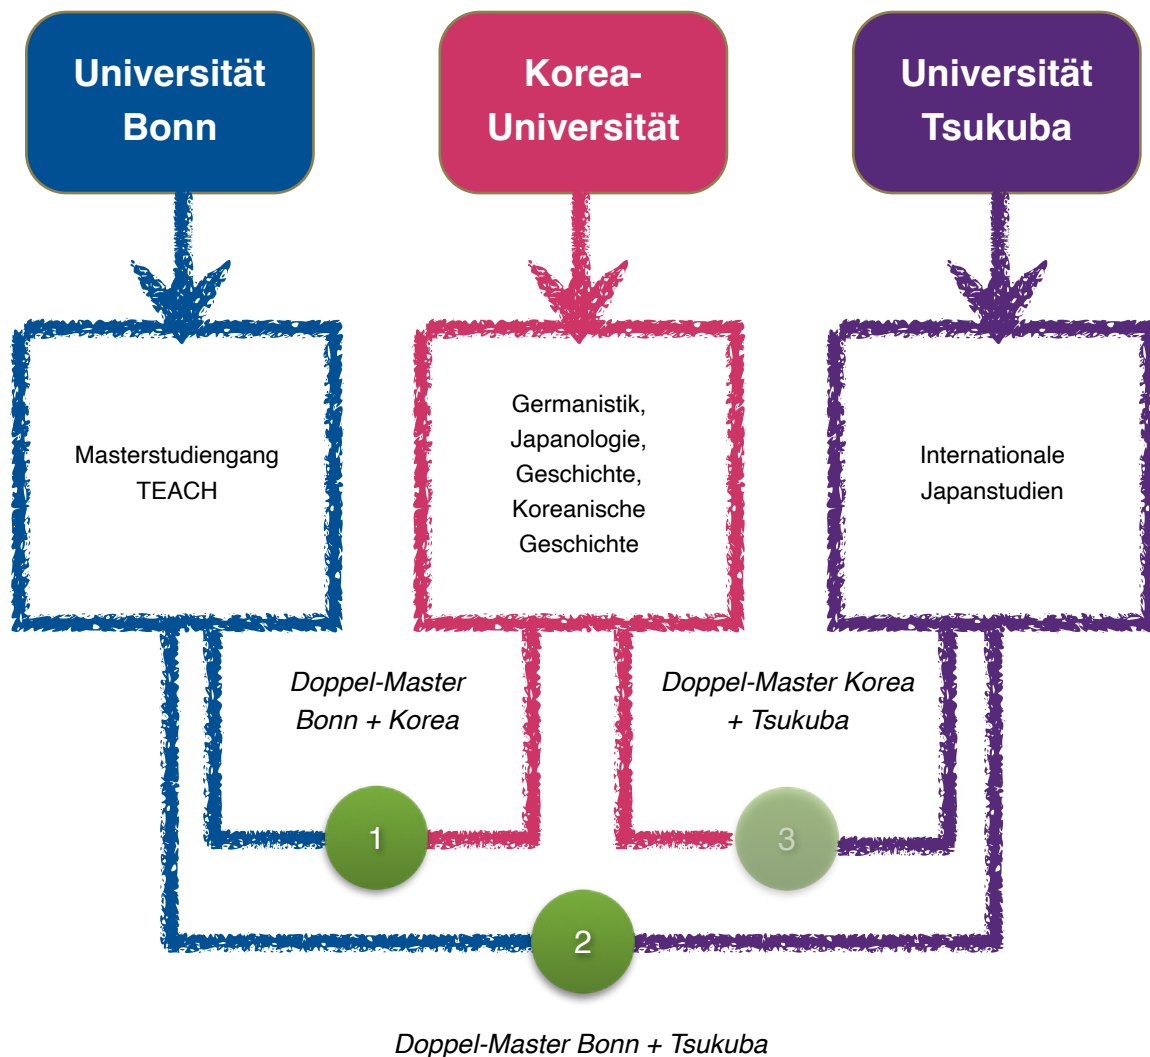 Universität
Bonn
Korea-
Universität
Universität
Tsukuba
Masterstudiengang
TEACH
Germanistik,
Japanologie,
Geschichte,
Koreanische
Geschichte
Internationale
Japanstudien
Doppel-Master
Bonn + Korea
Doppel-Master Korea
+ Tsukuba
1
3
2
Doppel-Master Bonn + Tsukuba